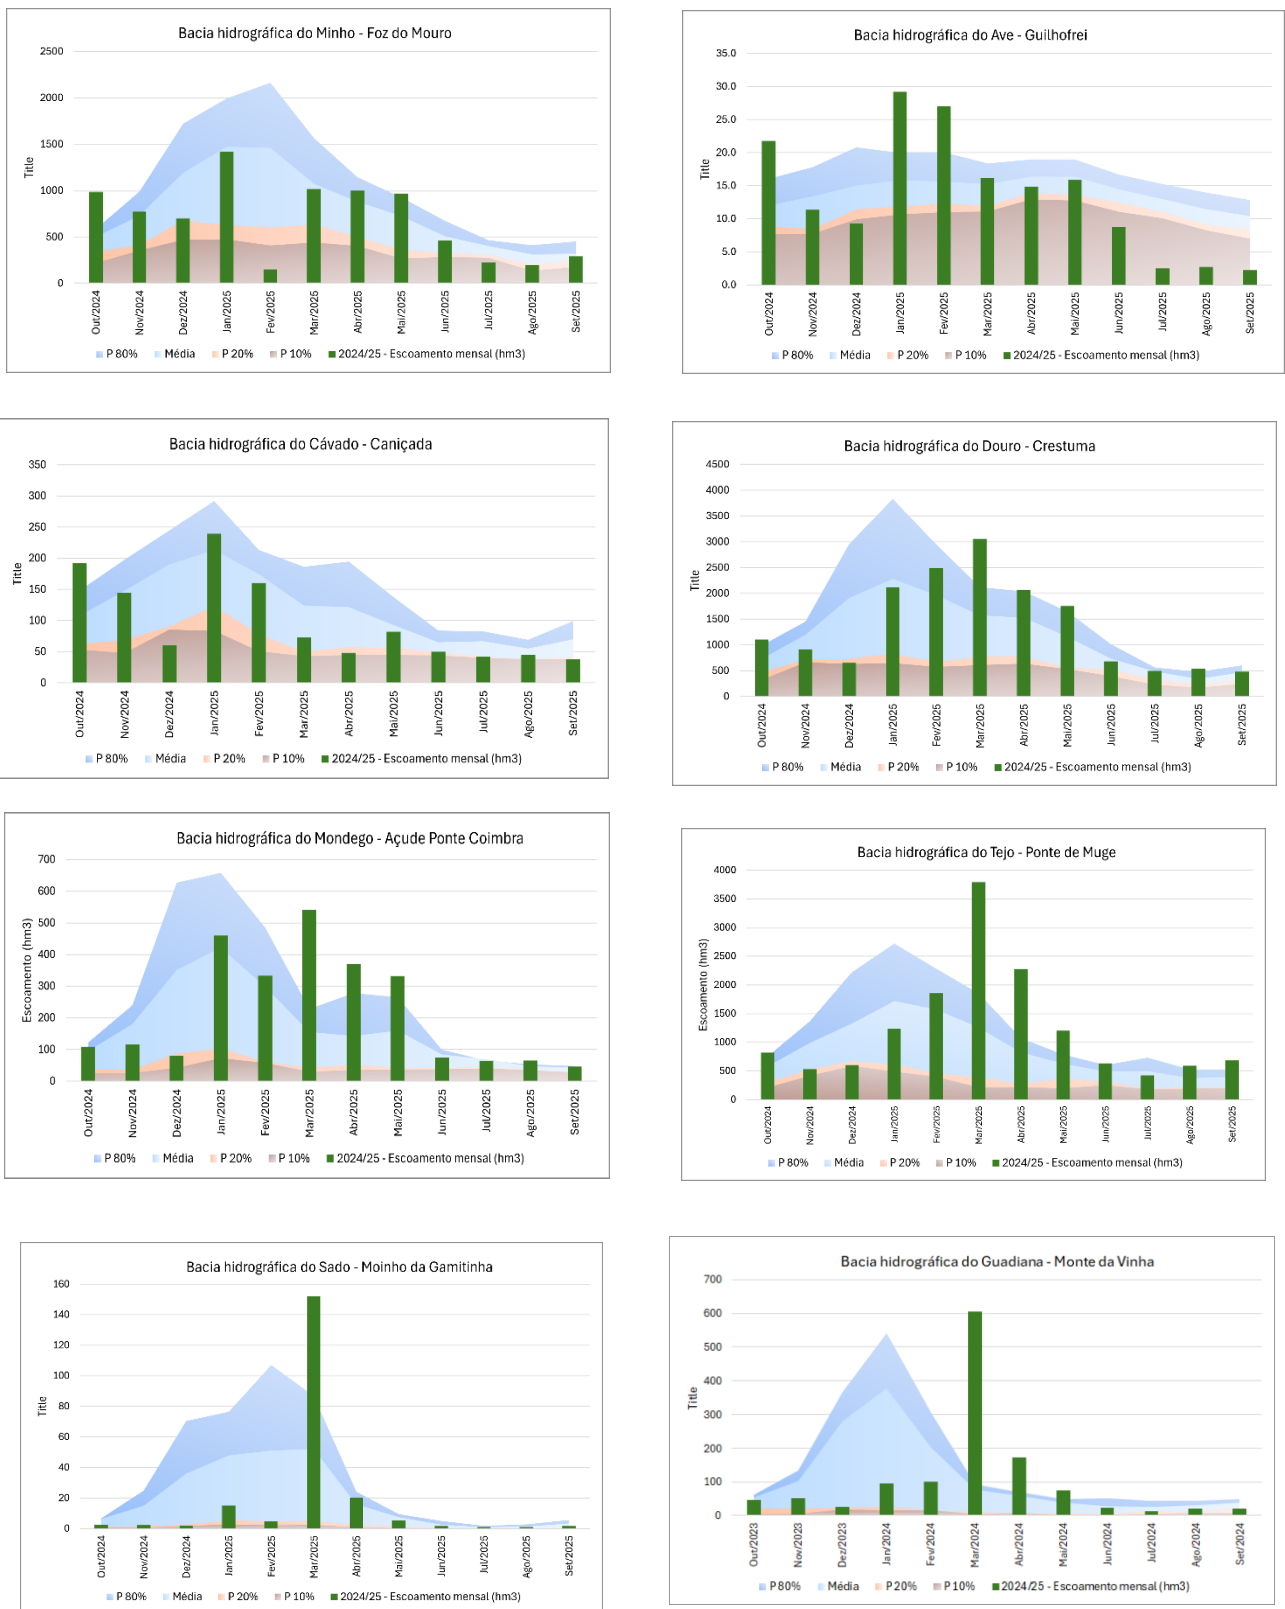 Bacia hidrográfica do Minho - Foz do Mouro
2500
2000
1500
1000
500
0
Title
Out/2024
Nov/2024
Dez/2024
Jan/2025
Fev/2025
Mar/2025
Abr/2025
Mai/2025
Jun/2025
Jul/2025
Ago/2025
Set/2025
P 80% Média P 20% P 10% 2024/25 - Escoamento mensal (hm3)
Bacia hidrográfica do Ave - Guilhofrei
35.0
30.0
25.0
20.0
15.0
10.0
5.0
0.0
Title
Out/2024
Nov/2024
Dez/2024
Jan/2025
Fev/2025
Mar/2025
Abr/2025
Mai/2025
Jun/2025
Jul/2025
Ago/2025
Set/2025
P 80% Média P 20% P 10% 2024/25 - Escoamento mensal (hm3)
Bacia hidrográfica do Cávado - Caniçada
350
300
250
200
150
100
50
0
Title
Out/2024
Nov/2024
Dez/2024
Jan/2025
Fev/2025
Mar/2025
Abr/2025
Mai/2025
Jun/2025
Jul/2025
Ago/2025
Set/2025
P 80% Média P 20% P 10% 2024/25 - Escoamento mensal (hm3)
Bacia hidrográfica do Douro - Crestuma
4500
4000
3500
3000
2500
2000
1500
1000
500
0
Title
Out/2024
Nov/2024
Dez/2024
Jan/2025
Fev/2025
Mar/2025
Abr/2025
Mai/2025
Jun/2025
Jul/2025
Ago/2025
Set/2025
P 80% Média P 20% P 10% 2024/25 - Escoamento mensal (hm3)
Bacia hidrográfica do Mondego - Açude Ponte Coimbra
700
600
500
400
300
200
100
0
Escoamento (hm3)
Out/2024
Nov/2024
Dez/2024
Jan/2025
Fev/2025
Mar/2025
Abr/2025
Mai/2025
Jun/2025
Jul/2025
Ago/2025
Set/2025
P 80% Média P 20% P 10% 2024/25 - Escoamento mensal (hm3)
Bacia hidrográfica do Tejo - Ponte de Muge
4000
3500
3000
2500
2000
1500
1000
500
0
Escoamento (hm3)
Out/2024
Nov/2024
Dez/2024
Jan/2025
Fev/2025
Mar/2025
Abr/2025
Mai/2025
Jun/2025
Jul/2025
Ago/2025
Set/2025
P 80% Média P 20% P 10% 2024/25 - Escoamento mensal (hm3)
Bacia hidrográfica do Sado - Moinho da Gamitinha
160
140
120
100
80
60
40
20
0
Title
Out/2024
Nov/2024
Dez/2024
Jan/2025
Fev/2025
Mar/2025
Abr/2025
Mai/2025
Jun/2025
Jul/2025
Ago/2025
Set/2025
P 80% Média P 20% P 10% 2024/25 - Escoamento mensal (hm3)
Bacia hidrográfica do Guadiana - Monte da Vinha
700
600
500
400
300
200
100
0
Title
Out/2023
Nov/2023
Dez/2023
Jan/2024
Fev/2024
Mar/2024
Abr/2024
Mai/2024
Jun/2024
Jul/2024
Ago/2024
Set/2024
P 80% Média P 20% P 10% 2024/25 - Escoamento mensal (hm3)